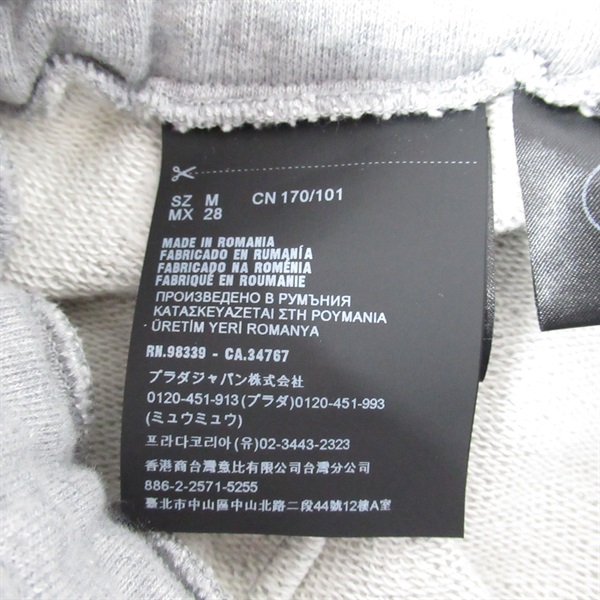 SZ M CN 170/101
MX 28
MADE IN ROMANIA
FABRICADO EN RUMANÍA
FABRICADO NA ROMÉNIA
FABRIQUÉ EN ROUMANIE
ПРОИЗВЕДЕНО В РУМЪНИЯ
ΚΑΤΑΣΚΕΥΑΖΕΤΑΙ ΣΤΗ ΡΟΥΜΑΝΙΑ
ÜRETİM YERİ ROMANYA
RN.98339 - CA.34767
プラダジャパン株式会社
0120-451-913(プラダ)0120-451-993
(ミュウミュウ)
프라다코리아(유)02-3443-2323
香港商台灣意比有限公司台灣分公司
886-2-2571-5255
臺北市中山區中山北路二段44號12樓A室